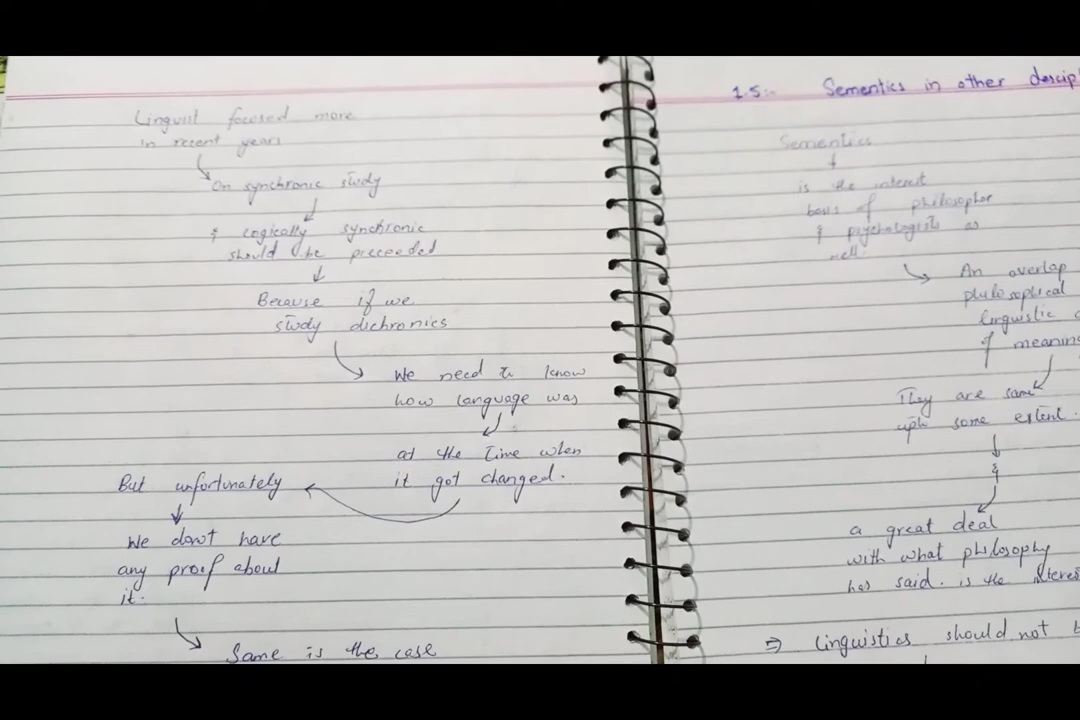 Linguist focused more
in recent years
On synchronic study
& Logically synchronic
should be preceeded
Because if we
study dichronics
We need to know
how language was
at the time when
it got changed.
But unfortunately
We don't have
any proof about
it.
Same is the case
1.5:- Sementics in other descipl
Sementics
is the interest
of philosopher
& psychologists as
well.
An overlap
philosophical
linguistic
of meaning
They are same
upto some extent.
&
a great deal
with what philosophy
has said. is the interes
⇒ linguistics should not b